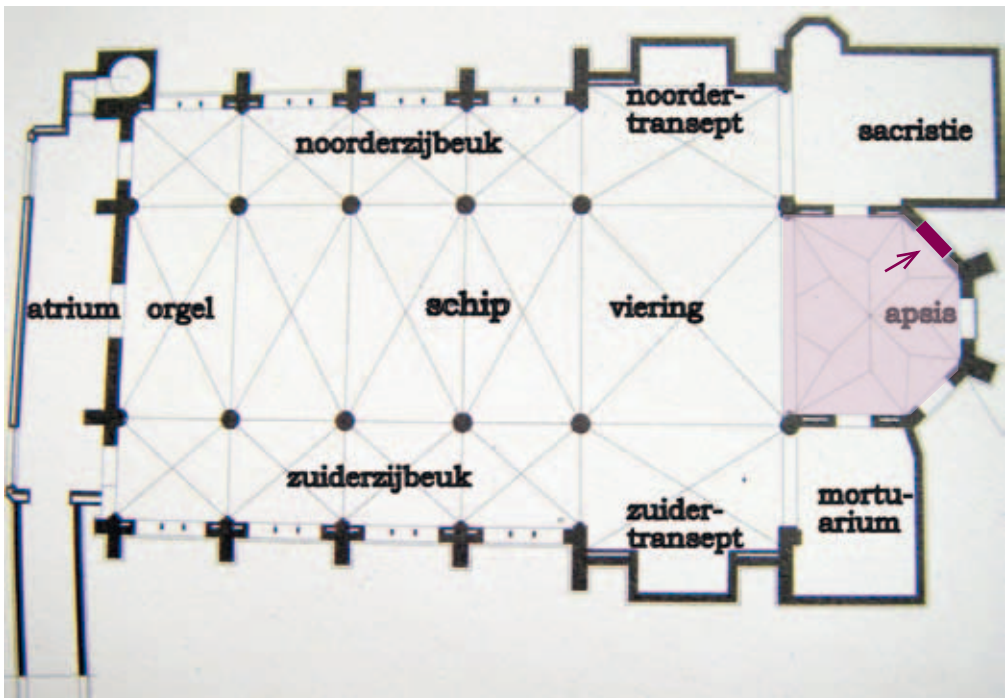 noorder-
transept
sacristie
noorderzijbeuk
atrium
orgel
schip
viering
apsis
zuiderzijbeuk
zuider-
transept
mortu-
arium